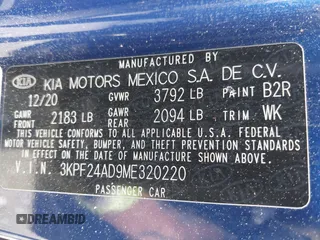 MANUFACTURED BY
KIA KIA MOTORS MEXICO S.A. DE C.V.
12/20 GVWR 3792 LB PAINT B2R
GAWR FRONT 2183 LB GAWR REAR 2094 LB TRIM WK
THIS VEHICLE CONFORMS TO ALL APPLICABLE U.S.A. FEDERAL
MOTOR VEHICLE SAFETY, BUMPER, AND THEFT PREVENTION STANDARDS
IN EFFECT ON THE DATE OF MANUFACTURE SHOWN ABOVE.
V.I.N. 3KPF24AD9ME320220
PASSENGER CAR
DREAMBID